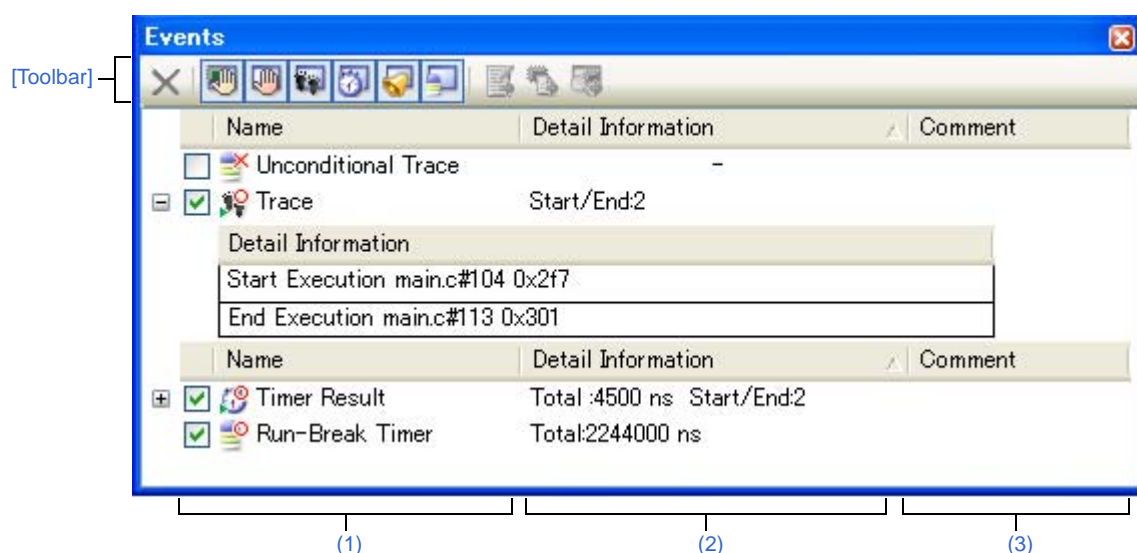 Events
[Toolbar]
Name Detail Information Comment
Unconditional Trace -
Trace Start/End:2
Detail Information
Start Execution main.c#104 0x2f7
End Execution main.c#113 0x301
Name Detail Information Comment
Timer Result Total :4500 ns Start/End:2
Run-Break Timer Total:2244000 ns
(1) (2) (3)